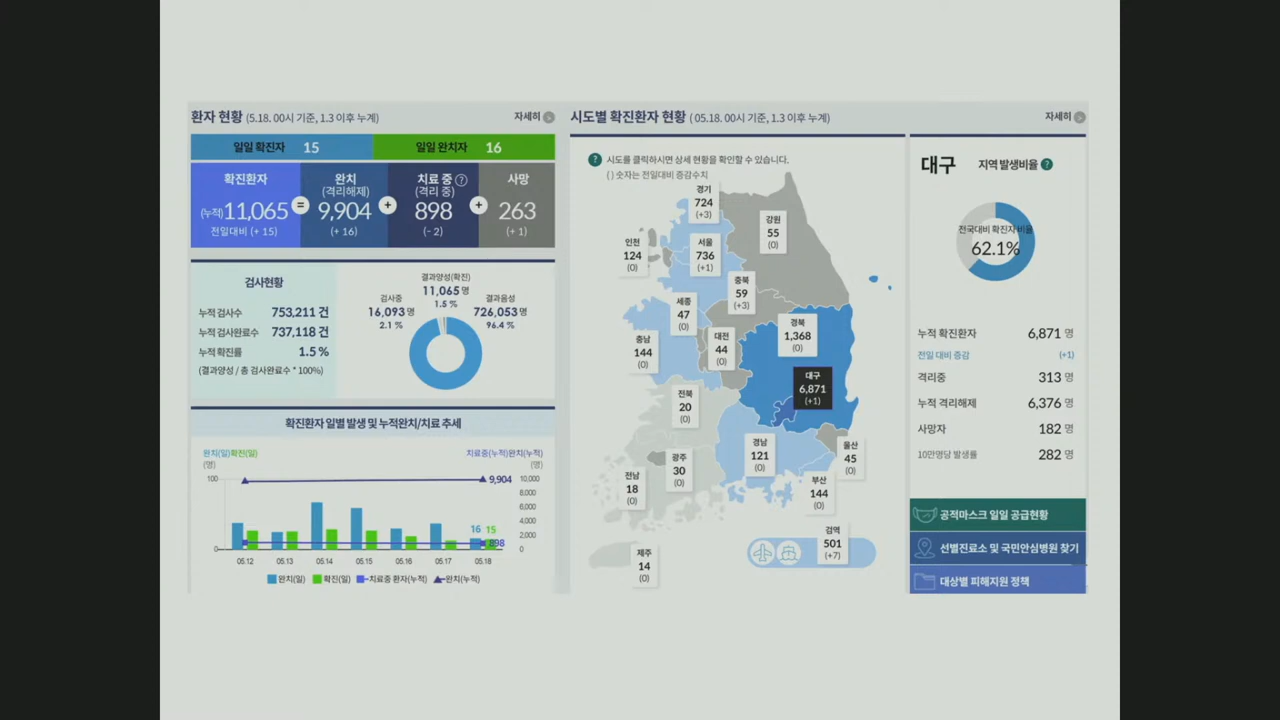 환자 현황 (5.18. 00시 기준, 1.3 이후 누계)
자세히
일일 확진자 15
일일 완치자 16
확진환자
(누적)11,065
전일대비 (+ 15)
=
완치
(격리해제)
9,904
(+ 16)
+
치료 중 ?
(격리 중)
898
(- 2)
+
사망
263
(+ 1)
검사현황
누적 검사수 753,211 건
누적 검사완료수 737,118 건
누적 확진률 1.5 %
(결과양성 / 총 검사완료수 * 100%)
결과양성(확진)
11,065 명
1.5 %
검사중
16,093 명
2.1 %
결과음성
726,053 명
96.4 %
확진환자 일별 발생 및 누적완치/치료 추세
완치(일)확진(일)
(명)
치료중(누적)완치(누적)
(명)
100
0
10,000
8,000
6,000
4,000
2,000
0
9,904
16 15
898
05.12 05.13 05.14 05.15 05.16 05.17 05.18
완치(일) 확진(일) 치료중 환자(누적) 완치(누적)
시도별 확진환자 현황 ( 05.18. 00시 기준, 1.3 이후 누계)
자세히
? 시도를 클릭하시면 상세 현황을 확인할 수 있습니다.
( ) 숫자는 전일대비 증감수치
경기
724
(+3)
강원
55
(0)
인천
124
(0)
서울
736
(+1)
충북
59
(+3)
세종
47
(0)
경북
1,368
(0)
충남
144
(0)
대전
44
(0)
대구
6,871
(+1)
전북
20
(0)
경남
121
(0)
울산
45
(0)
광주
30
(0)
전남
18
(0)
부산
144
(0)
검역
501
(+7)
제주
14
(0)
대구 지역 발생비율 ?
전국대비 확진자 비율
62.1%
누적 확진환자 6,871 명
전일 대비 증감 (+1)
격리중 313 명
누적 격리해제 6,376 명
사망자 182 명
10만명당 발생률 282 명
공적마스크 일일 공급현황
선별진료소 및 국민안심병원 찾기
대상별 피해지원 정책